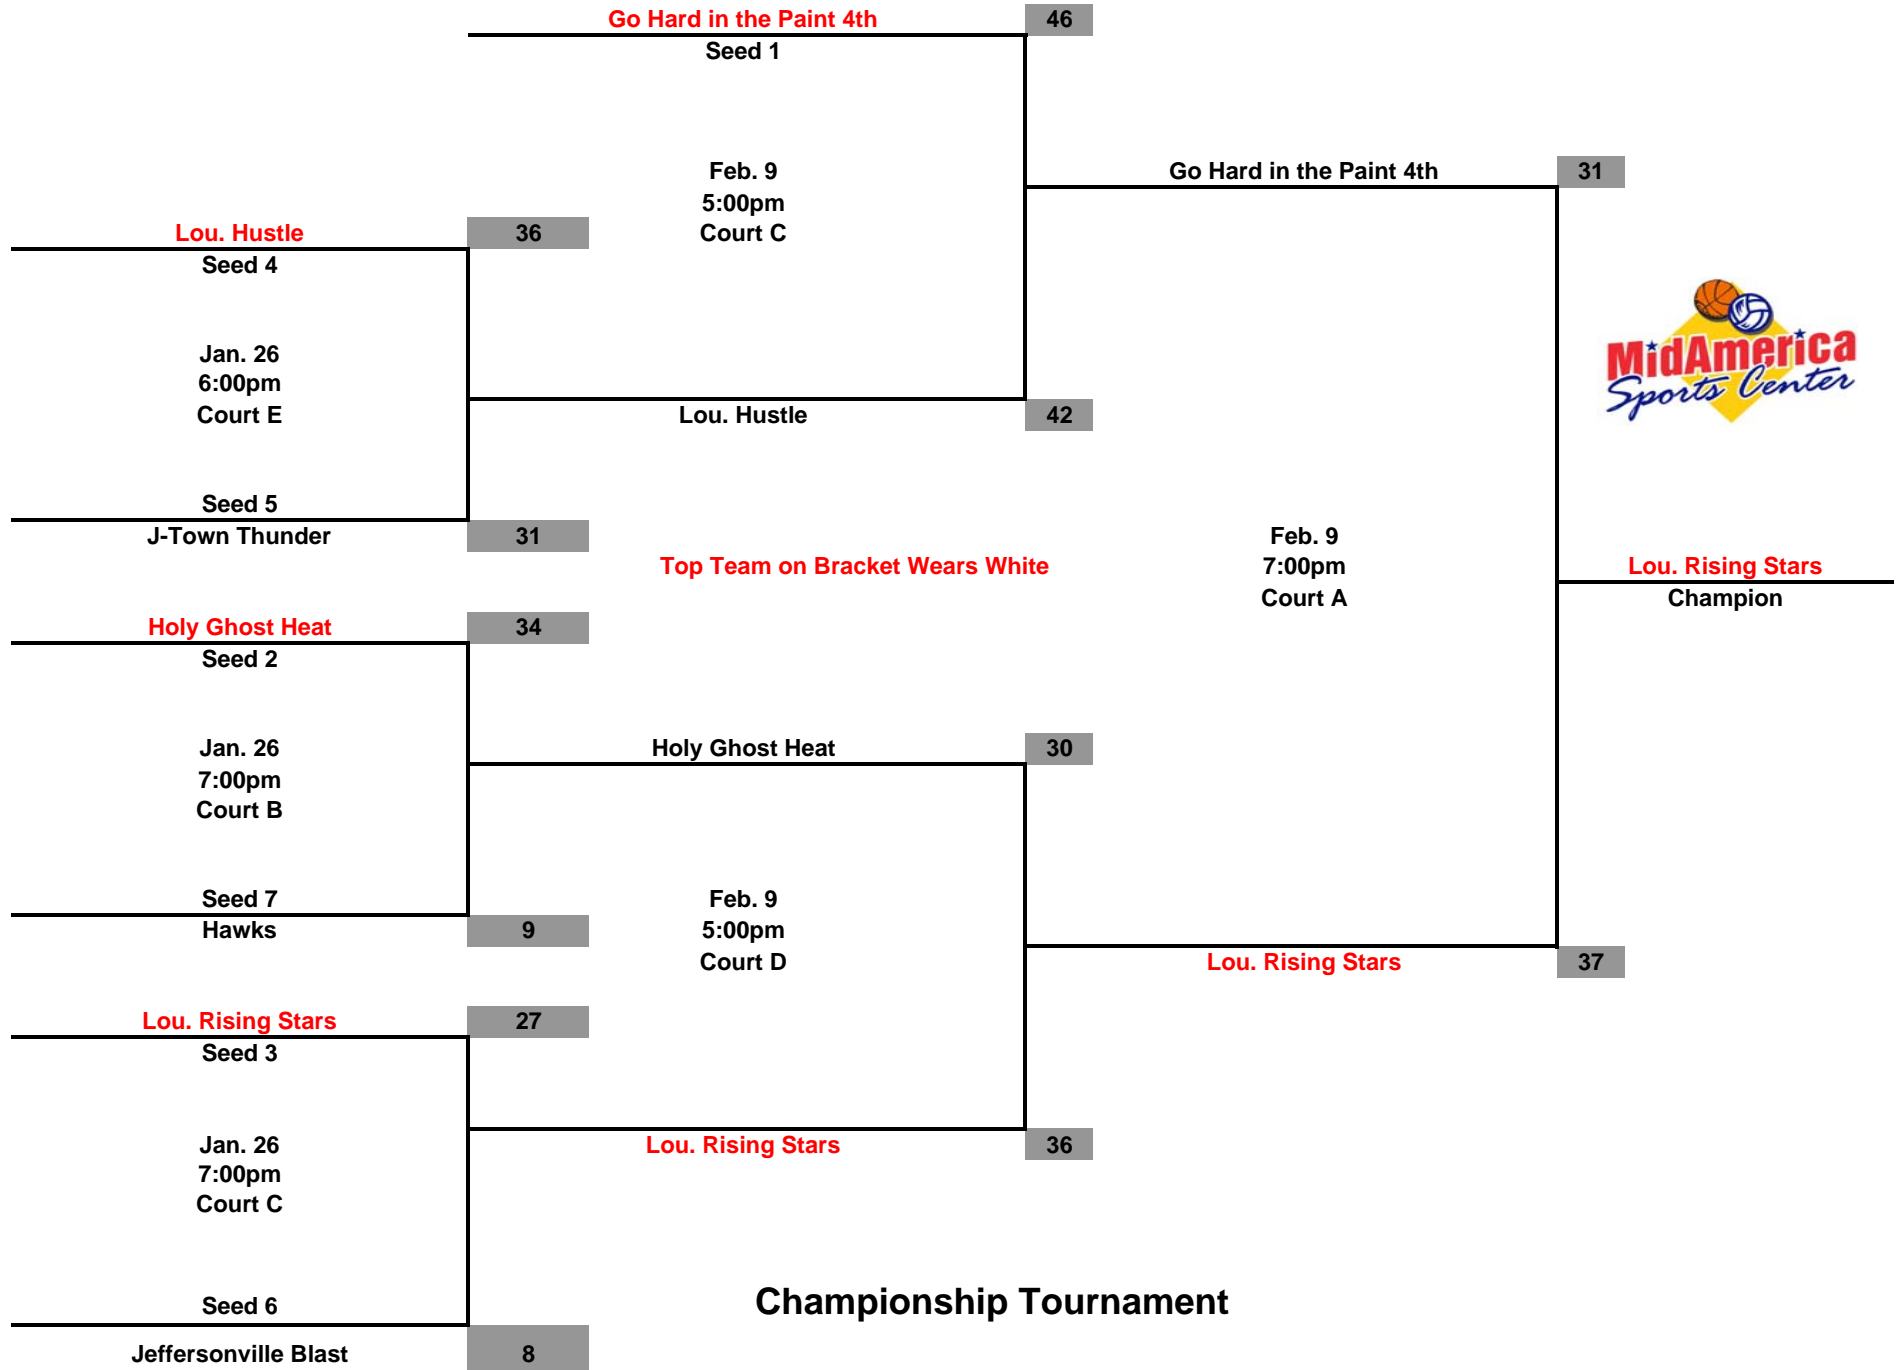 Go Hard in the Paint 4th 46
Seed 1
Feb. 9
5:00pm
Court C
Go Hard in the Paint 4th 31
Lou. Hustle 36
Seed 4
Jan. 26
6:00pm
Court E
Lou. Hustle 42
Seed 5
J-Town Thunder 31
MidAmerica
Sports Center
Top Team on Bracket Wears White
Feb. 9
7:00pm
Court A
Lou. Rising Stars
Champion
Holy Ghost Heat 34
Seed 2
Jan. 26
7:00pm
Court B
Holy Ghost Heat 30
Seed 7
Hawks 9
Feb. 9
5:00pm
Court D
Lou. Rising Stars 37
Lou. Rising Stars 27
Seed 3
Jan. 26
7:00pm
Court C
Lou. Rising Stars 36
Seed 6
Jeffersonville Blast 8
Championship Tournament